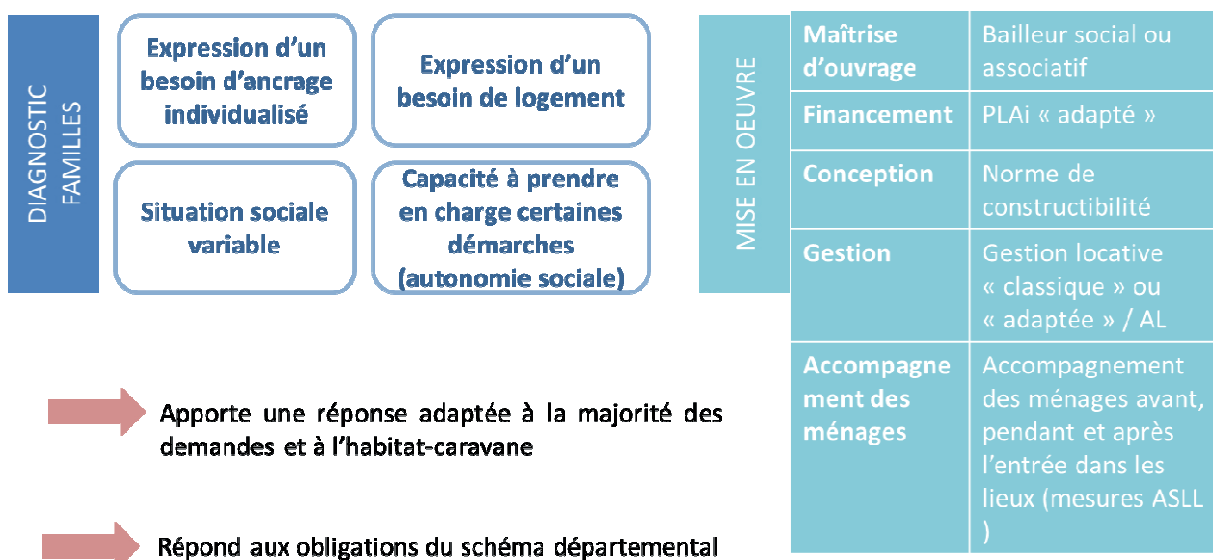 DIAGNOSTIC
FAMILLES
Expression d’un
besoin d’ancrage
individualisé
Expression d’un
besoin de logement
Situation sociale
variable
Capacité à prendre
en charge certaines
démarches
(autonomie sociale)
Apporte une réponse adaptée à la majorité des
demandes et à l’habitat-caravane
Répond aux obligations du schéma départemental
MISE EN OEUVRE
Maîtrise
d’ouvrage
Bailleur social ou
associatif
Financement
PLAi « adapté »
Conception
Norme de
constructibilité
Gestion
Gestion locative
« classique » ou
« adaptée » / AL
Accompagne
ment des
ménages
Accompagnement
des ménages avant,
pendant et après
l’entrée dans les
lieux (mesures ASLL
)